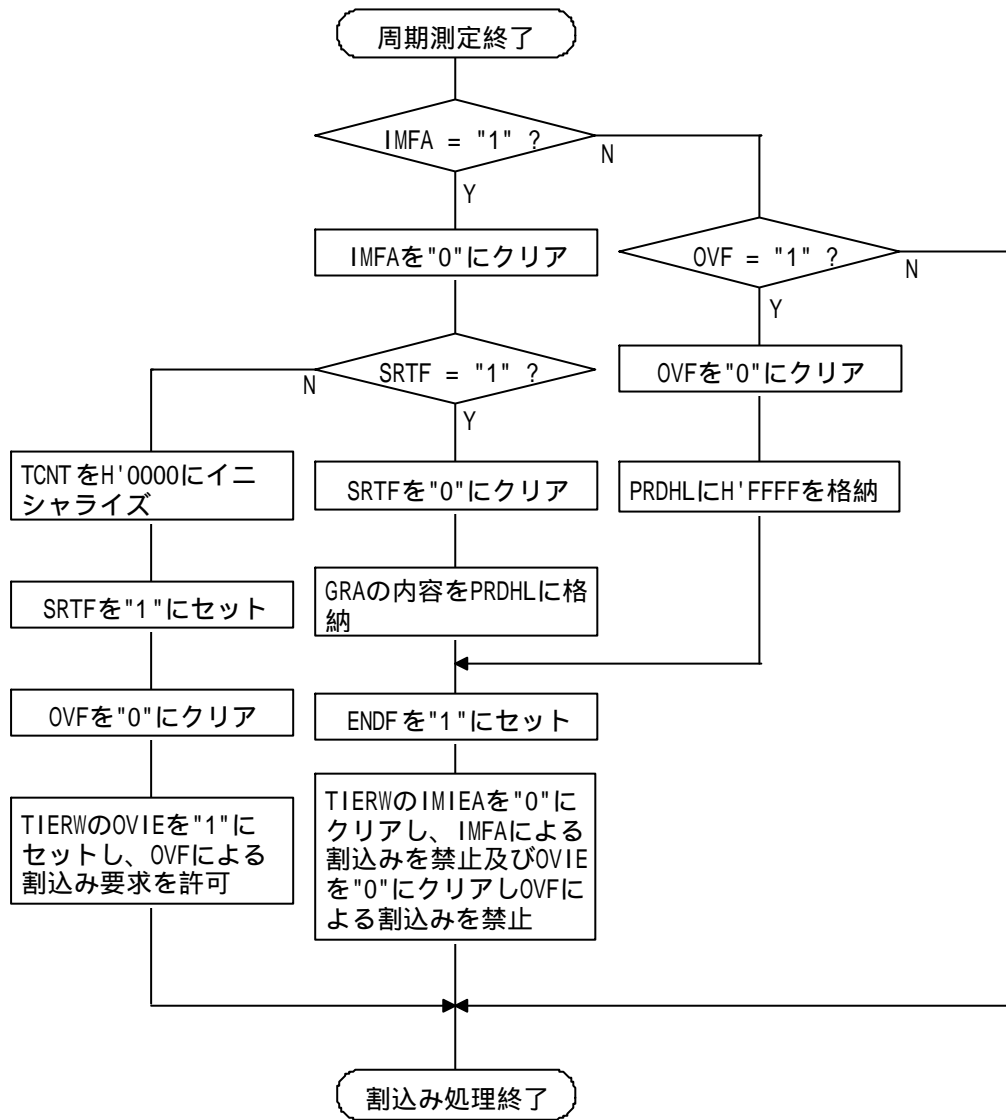 周期測定終了
IMFA = "1" ?
N
Y
IMFAを"0"にクリア
OVF = "1" ?
N
Y
SRTF = "1" ?
N
Y
OVFを"0"にクリア
TCNTをH'0000にイニ
シャライズ
SRTFを"0"にクリア
PRDHLにH'FFFFを格納
SRTFを"1"にセット
GRAの内容をPRDHLに格
納
OVFを"0"にクリア
ENDFを"1"にセット
TIERWのOVIEを"1"に
セットし、OVFによる
割込み要求を許可
TIERWのIMIEAを"0"に
クリアし、IMFAによる
割込みを禁止及びOVIE
を"0"にクリアしOVFに
よる割込みを禁止
割込み処理終了